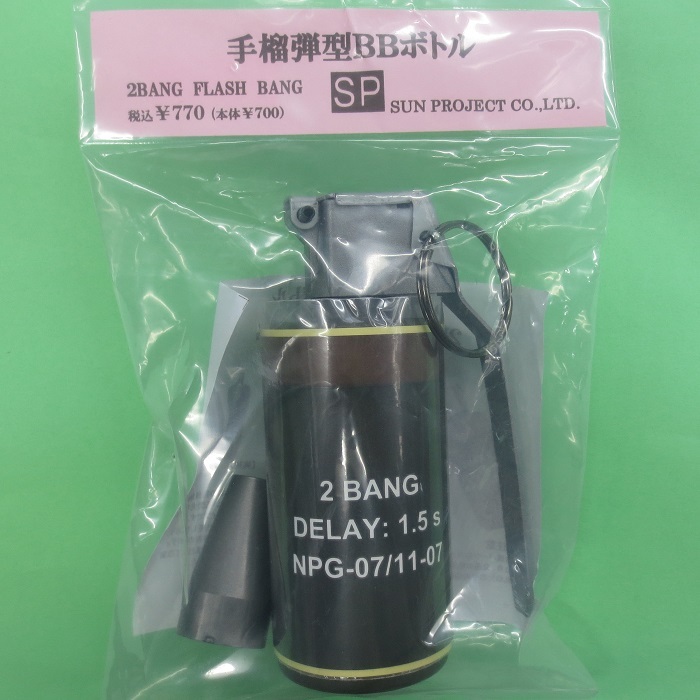 手榴弾型BBボトル
2BANG FLASH BANG
税込 ¥770 (本体¥700)
SP
SUN PROJECT CO.,LTD.
2 BANG
DELAY: 1.5 s
NPG-07/11-07